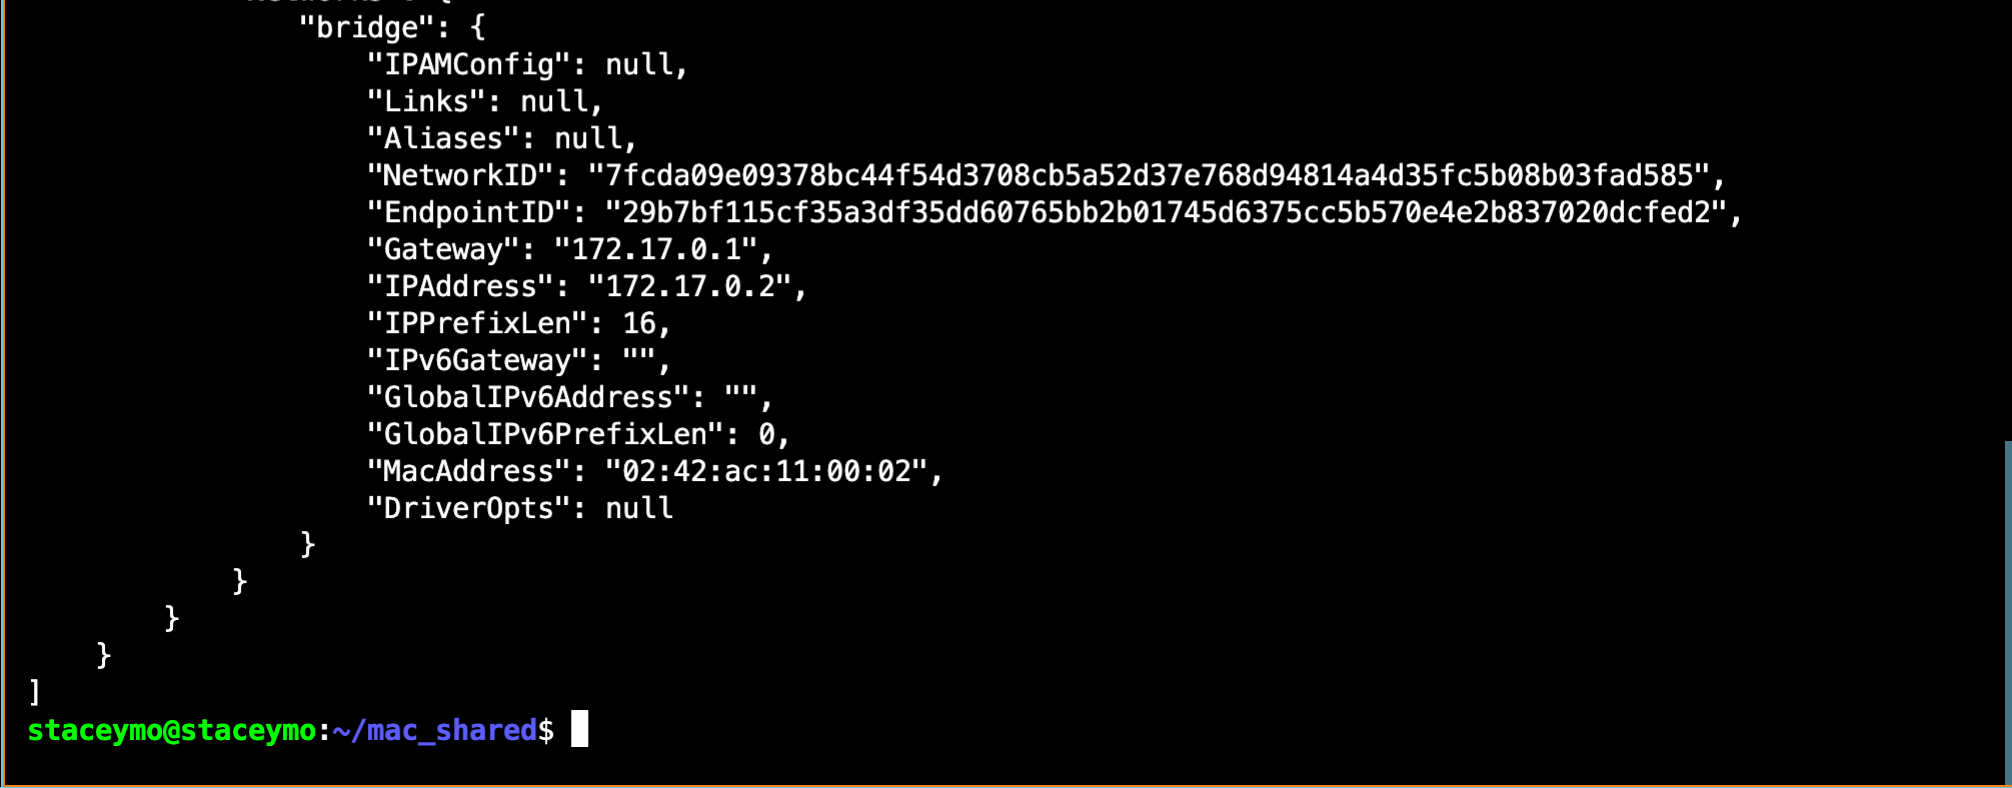 "bridge": {
"IPAMConfig": null,
"Links": null,
"Aliases": null,
"NetworkID": "7fcda09e09378bc44f54d3708cb5a52d37e768d94814a4d35fc5b08b03fad585",
"EndpointID": "29b7bf115cf35a3df35dd60765bb2b01745d6375cc5b570e4e2b837020dcfed2",
"Gateway": "172.17.0.1",
"IPAddress": "172.17.0.2",
"IPPrefixLen": 16,
"IPv6Gateway": "",
"GlobalIPv6Address": "",
"GlobalIPv6PrefixLen": 0,
"MacAddress": "02:42:ac:11:00:02",
"DriverOpts": null
}
}
}
}
]
staceymo@staceymo:~/mac_shared$